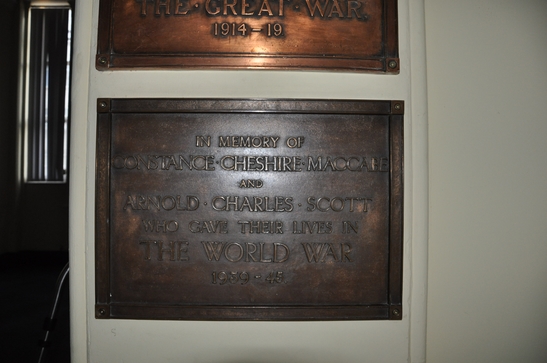 THE · GREAT · WAR.
1914-19.
IN MEMORY OF
CONSTANCE · CHESHIRE · MACCABE
AND
ARNOLD · CHARLES · SCOTT
WHO GAVE THEIR LIVES IN
THE WORLD WAR
1939-45